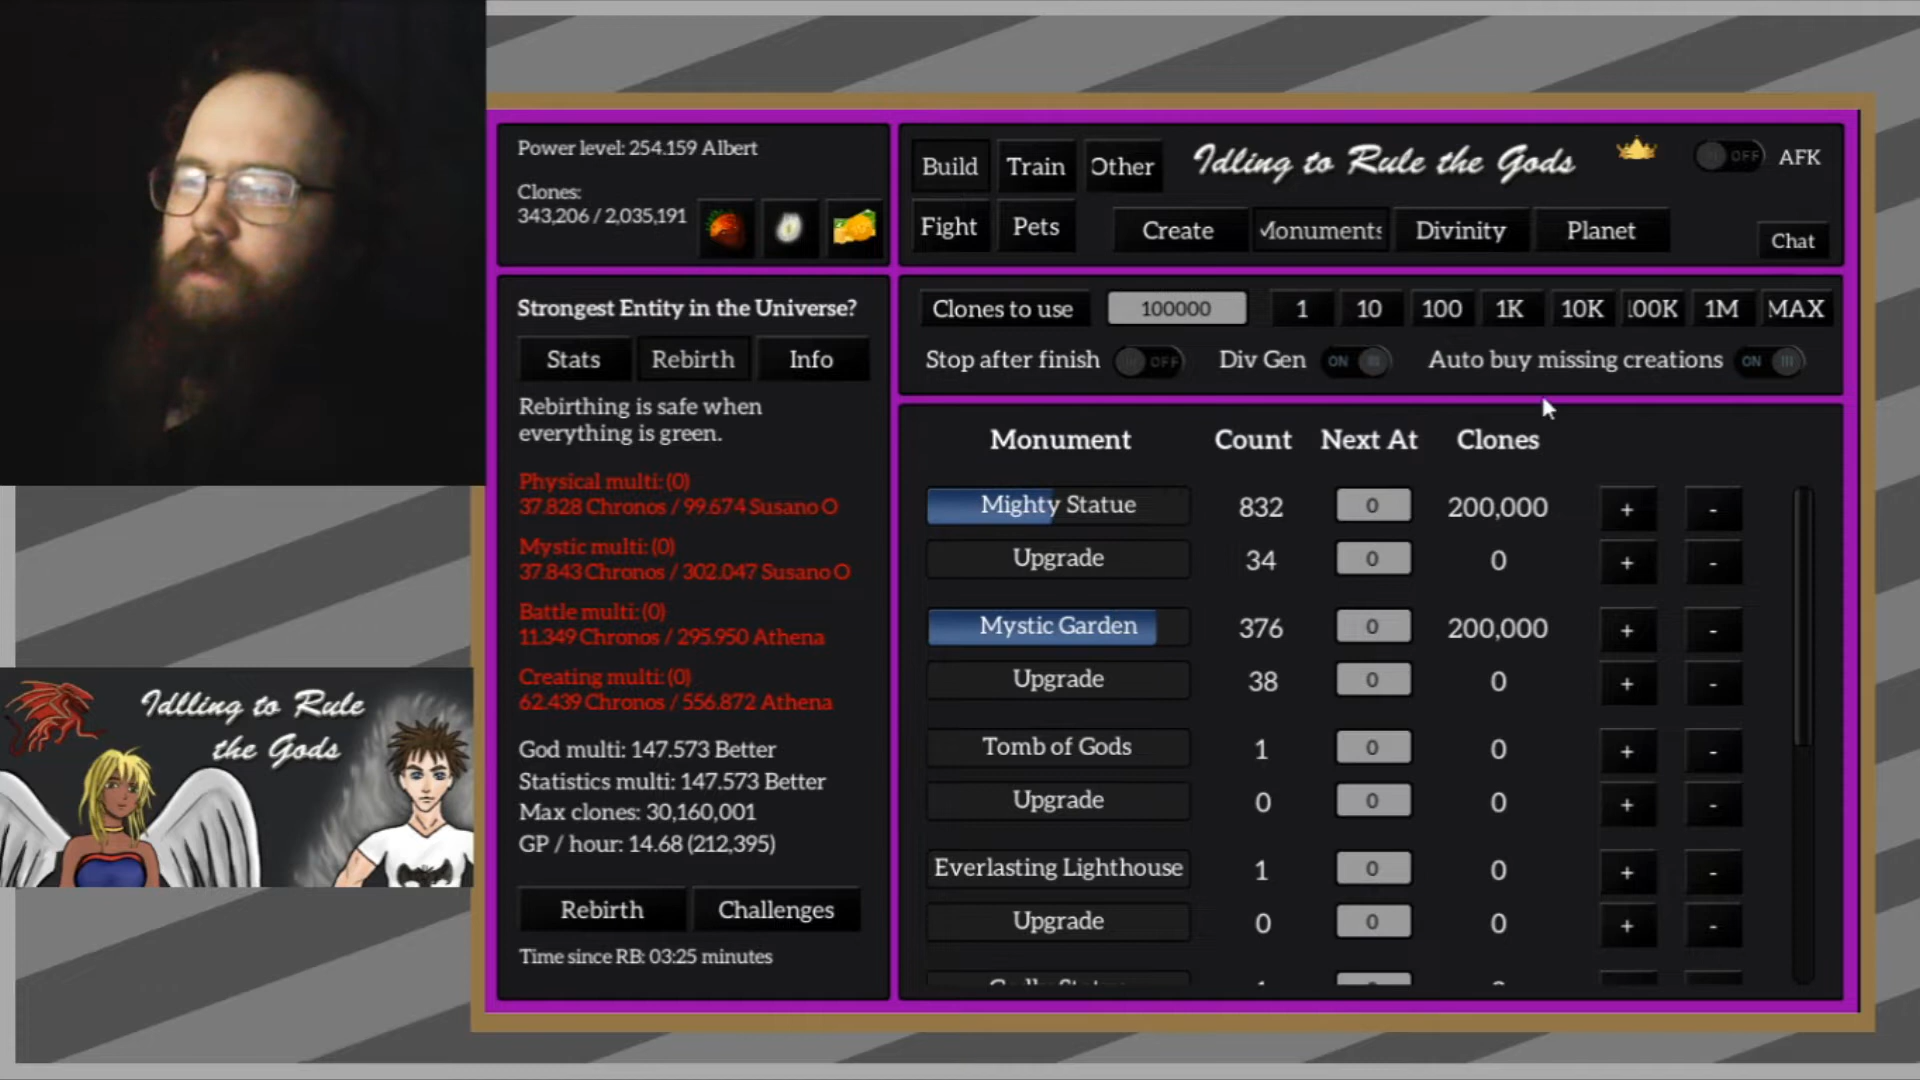 Power level: 254.159 Albert
Clones:
343,206 / 2,035,191
Build
Train
Other
Idling to Rule the Gods
OFF
AFK
Fight
Pets
Create
Monuments
Divinity
Planet
Chat
Strongest Entity in the Universe?
Stats
Rebirth
Info
Rebirthing is safe when
everything is green.
Physical multi: (0)
37.828 Chronos / 99.674 Susano O
Mystic multi: (0)
37.843 Chronos / 302.047 Susano O
Battle multi: (0)
11.349 Chronos / 295.950 Athena
Creating multi: (0)
62.439 Chronos / 556.872 Athena
God multi: 147.573 Better
Statistics multi: 147.573 Better
Max clones: 30,160,001
GP / hour: 14.68 (212,395)
Rebirth
Challenges
Time since RB: 03:25 minutes
Clones to use
100000
1
10
100
1K
10K
100K
1M
MAX
Stop after finish
OFF
Div Gen
ON
Auto buy missing creations
ON
Monument
Count
Next At
Clones
Mighty Statue
832
0
200,000
+
-
Upgrade
34
0
0
+
-
Mystic Garden
376
0
200,000
+
-
Upgrade
38
0
0
+
-
Tomb of Gods
1
0
0
+
-
Upgrade
0
0
0
+
-
Everlasting Lighthouse
1
0
0
+
-
Upgrade
0
0
0
+
-
Idlling to Rule
the Gods